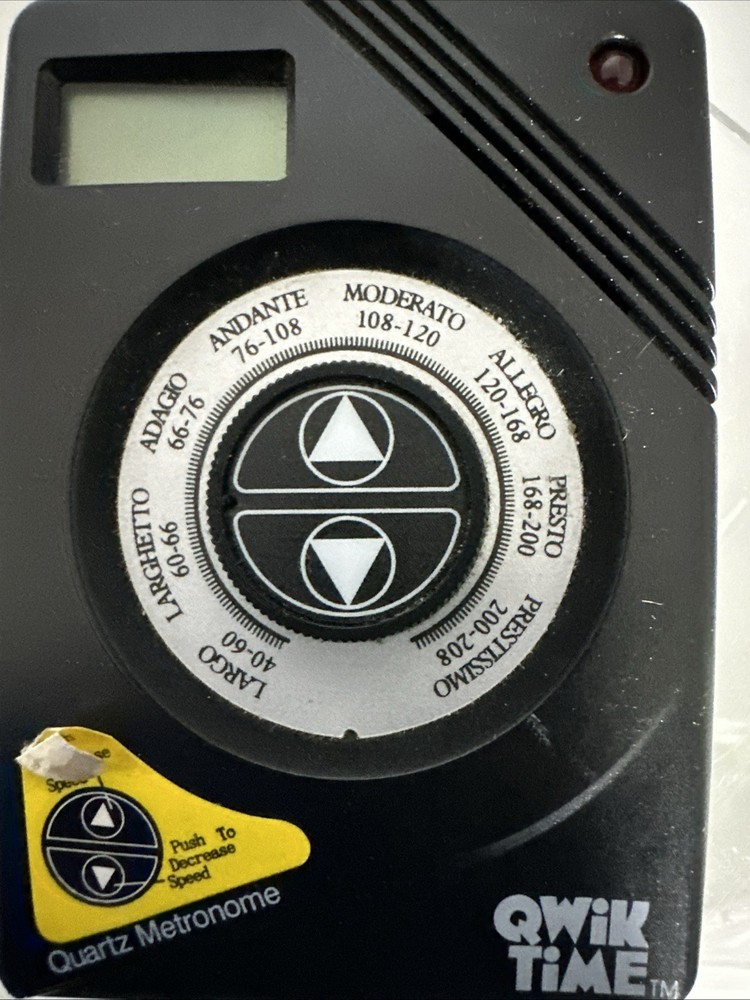 LARGO
40-60
LARGHETTO
60-66
ADAGIO
66-76
ANDANTE
76-108
MODERATO
108-120
ALLEGRO
120-168
PRESTO
168-200
PRESTISSIMO
200-208
Push To
Decrease
Speed
Quartz Metronome
QWiK
TiME TM